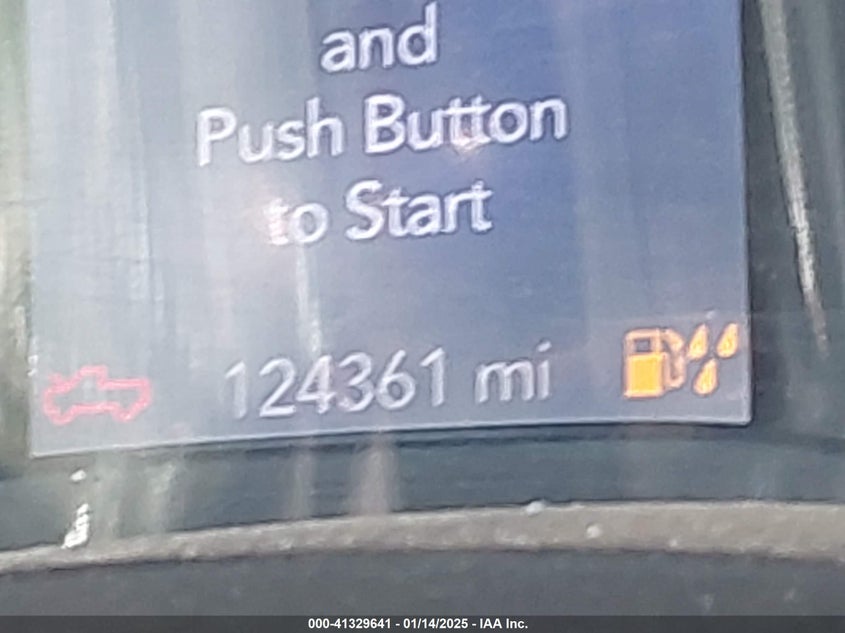 and
Push Button
to Start
124361 mi
000-41329641 - 01/14/2025 - IAA Inc.